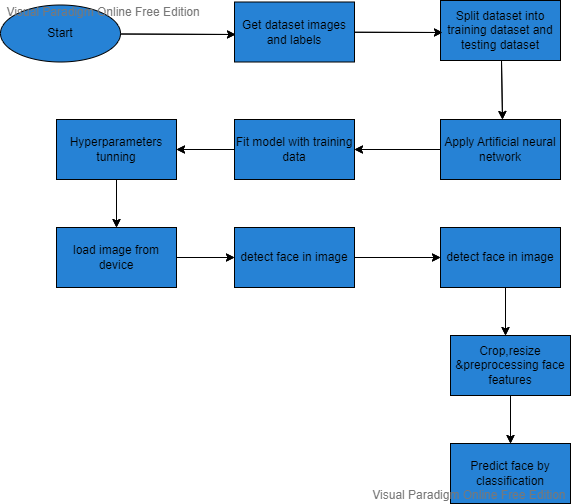 Visual Paradigm Online Free Edition
Start
Get dataset images
and labels
Split dataset into
training dataset and
testing dataset
Hyperparameters
tunning
Fit model with training
data
Apply Artificial neural
network
load image from
device
detect face in image
detect face in image
Crop,resize
&preprocessing face
features
Predict face by
classification
Visual Paradigm Online Free Edition